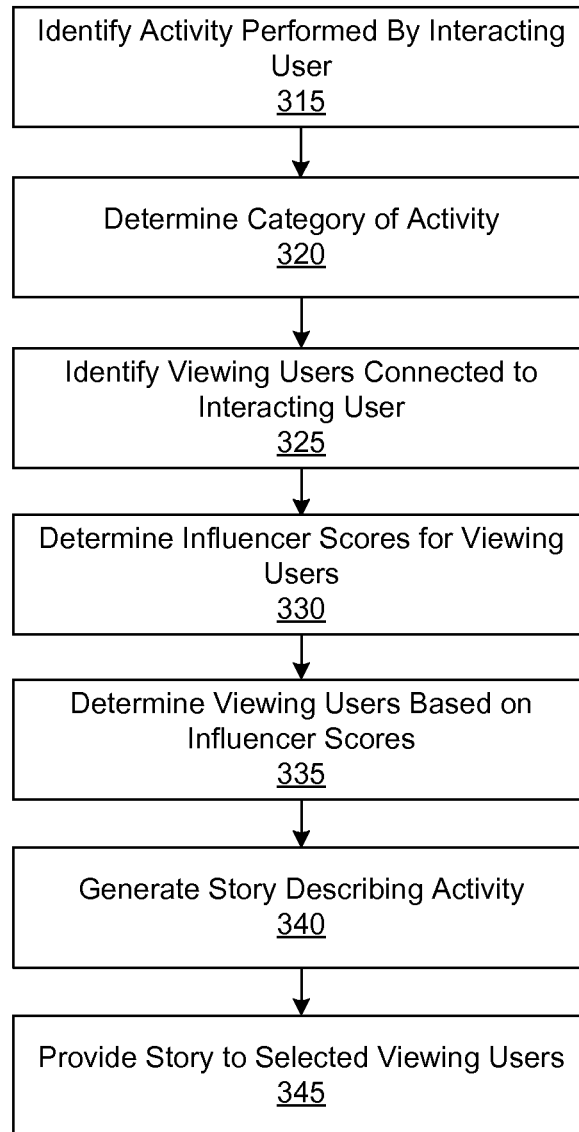 Identify Activity Performed By Interacting
User
315
Determine Category of Activity
320
Identify Viewing Users Connected to
Interacting User
325
Determine Influencer Scores for Viewing
Users
330
Determine Viewing Users Based on
Influencer Scores
335
Generate Story Describing Activity
340
Provide Story to Selected Viewing Users
345